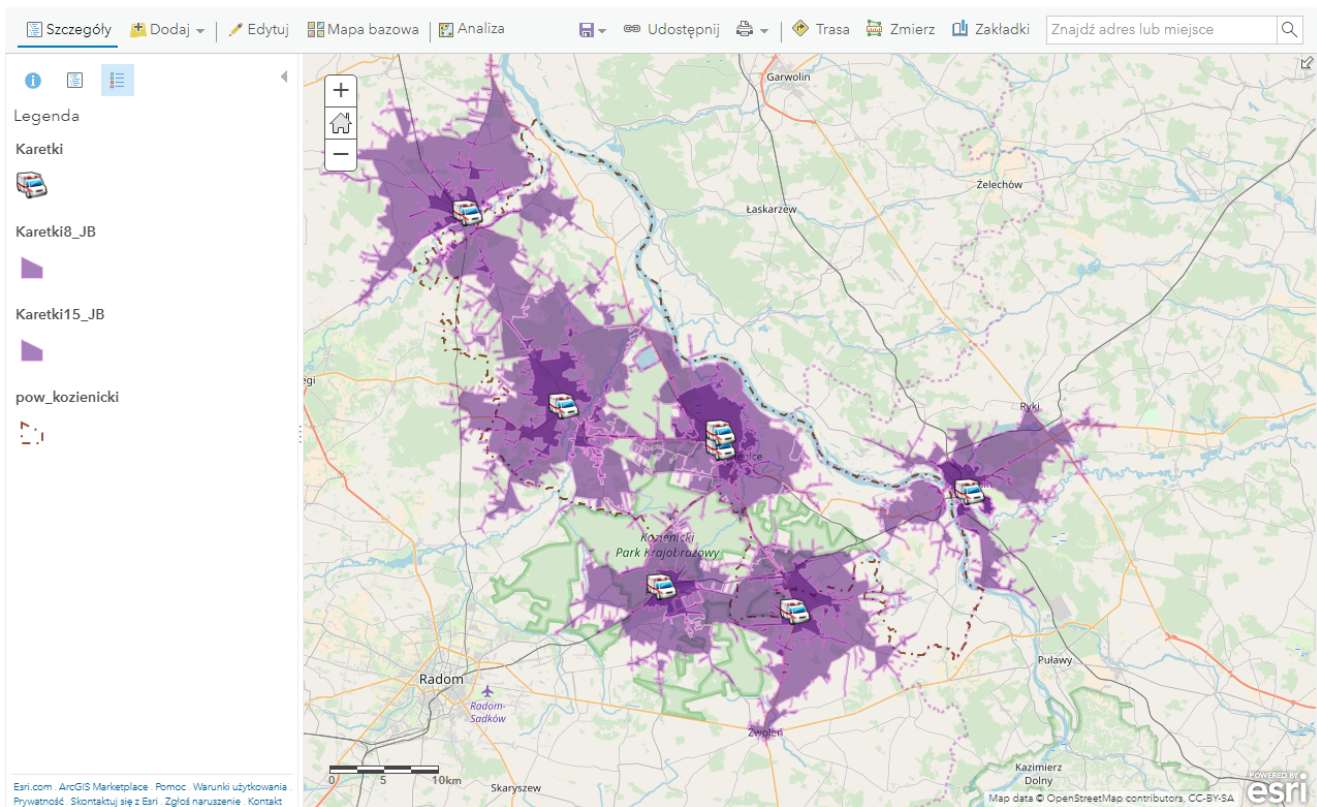 Szczegóły Dodaj Edytuj Mapa bazowa Analiza Udostępnij Trasa Zmierz Zakładki Znajdź adres lub miejsce
Legenda
Karetki
Karetki8_JB
Karetki15_JB
pow_kozienicki
Garwolin
Żelechów
Łaskarzew
egi
Ryki
nice
Kozienicki
Park Krajobrazowy
Puławy
Radom
Radom-
Sadków
Zwoleń
Kazimierz
Dolny
Skaryszew
0 5 10km
Esri.com . ArcGIS Marketplace . Pomoc . Warunki użytkowania .
Prywatność . Skontaktuj się z Esri . Zgłoś naruszenie . Kontakt
Map data © OpenStreetMap contributors, CC-BY-SA
POWERED BY
esri